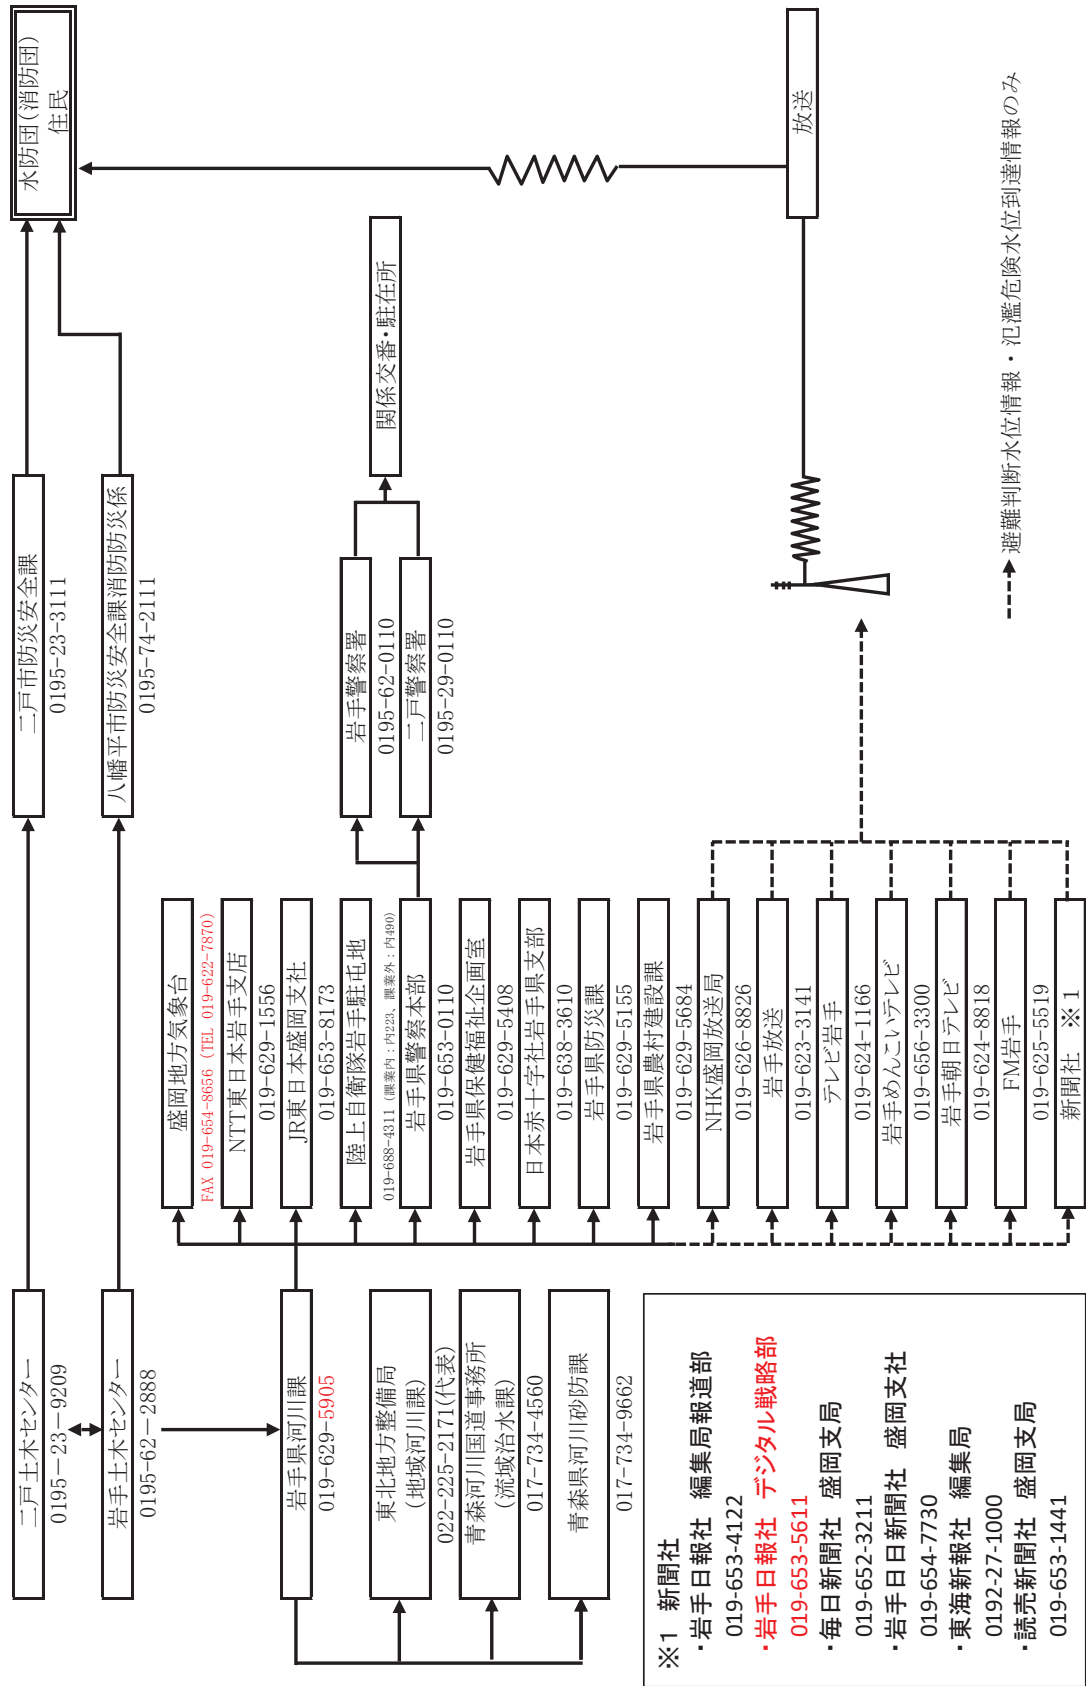 二戸土木センター
0195－23－9209
岩手土木センター
0195－62－2888
岩手県河川課
019-629-5905
東北地方整備局
(地域河川課)
022-225-2171(代表)
青森河川国道事務所
(流域治水課)
017-734-4560
青森県河川砂防課
017-734-9662
二戸市防災安全課
0195-23-3111
八幡平市防災安全課消防防災係
0195-74-2111
水防団(消防団)
住民
盛岡地方気象台
FAX 019-654-8656 (TEL 019-622-7870)
NTT東日本岩手支店
019-629-1556
JR東日本盛岡支社
019-653-8173
陸上自衛隊岩手駐屯地
019-688-4311 (課業内：内223、課業外：内490)
岩手県警察本部
019-653-0110
岩手県保健福祉企画室
019-629-5408
日本赤十字社岩手県支部
019-638-3610
岩手県防災課
019-629-5155
岩手県農村建設課
019-629-5684
NHK盛岡放送局
019-626-8826
岩手放送
019-623-3141
テレビ岩手
019-624-1166
岩手めんこいテレビ
019-656-3300
岩手朝日テレビ
019-624-8818
FM岩手
019-625-5519
新聞社　※1
岩手警察署
0195-62-0110
二戸警察署
0195-29-0110
関係交番・駐在所
放送
避難判断水位情報・氾濫危険水位到達情報のみ
※1　新聞社
・岩手日報社　編集局報道部
019-653-4122
・岩手日報社　デジタル戦略部
019-653-5611
・毎日新聞社　盛岡支局
019-652-3211
・岩手日日新聞社　盛岡支社
019-654-7730
・東海新報社　編集局
0192-27-1000
・読売新聞社　盛岡支局
019-653-1441